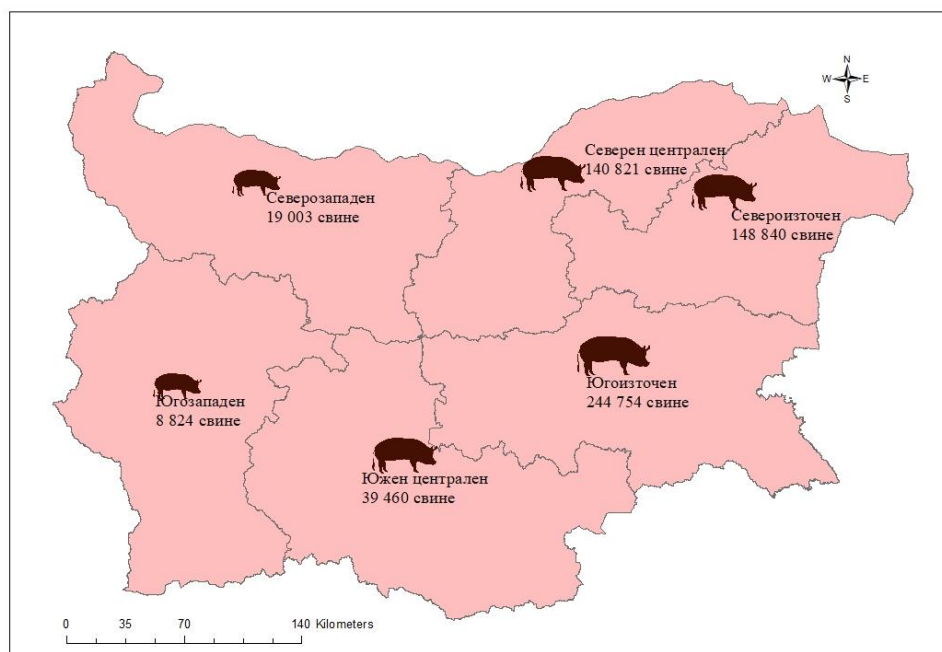 N
W E
S
Северен централен
140 821 свине
Северозападен
19 003 свине
Североизточен
148 840 свине
Югоизточен
244 754 свине
Югозападен
8 824 свине
Южен централен
39 460 свине
0 35 70 140 Kilometers